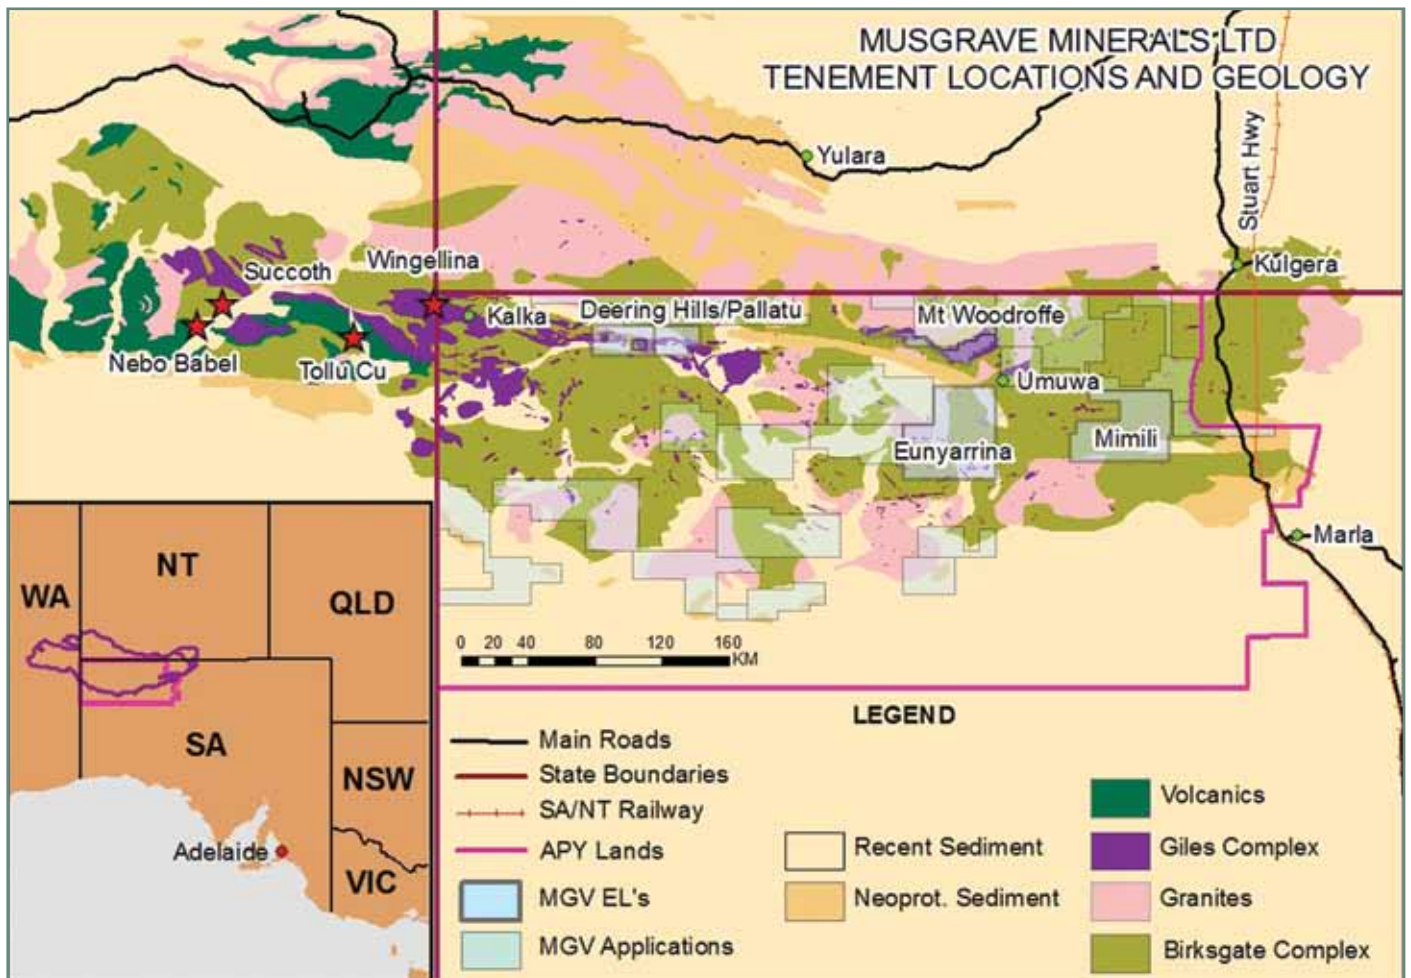 MUSGRAVE MINERALS LTD
TENEMENT LOCATIONS AND GEOLOGY
Stuart Hwy
Yulara
Kulgera
Succoth
Wingellina
Kalka
Deering Hills/Pallatu
Mt Woodroffe
Nebo Babel
Tollu Cu
Umuwa
Eunyarrina
Mimili
Marla
WA
NT
QLD
SA
NSW
VIC
Adelaide
0 20 40 80 120 160
KM
LEGEND
Main Roads
State Boundaries
SA/NT Railway
APY Lands
MGV EL's
MGV Applications
Recent Sediment
Neoprot. Sediment
Volcanics
Giles Complex
Granites
Birksgate Complex